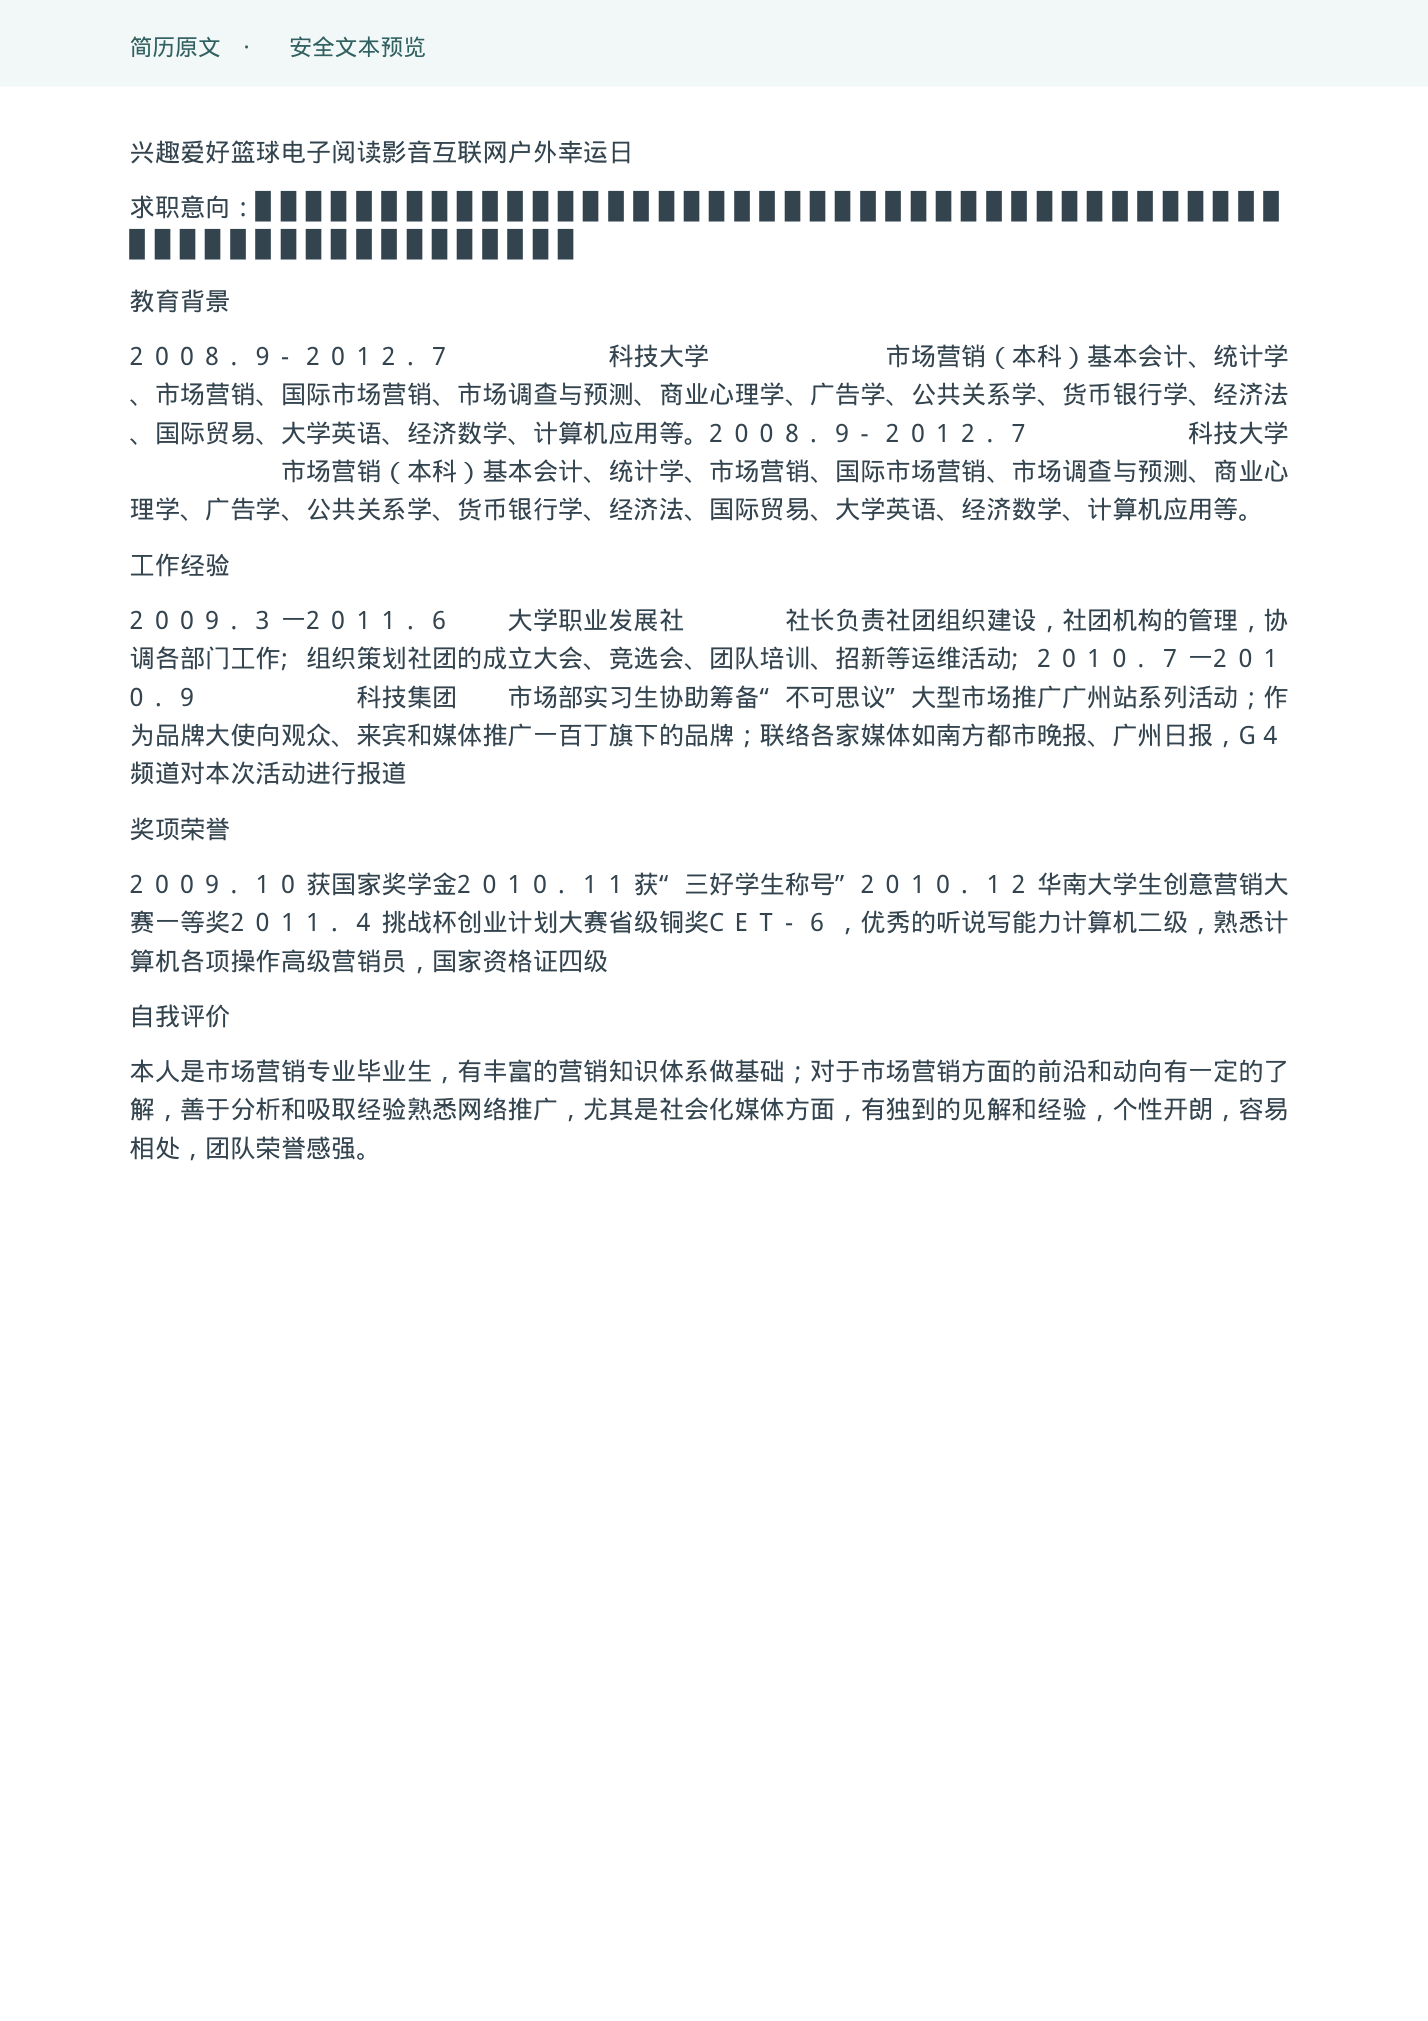 简历原文 · 安全文本预览
兴趣爱好篮球电子阅读影音互联网户外幸运日
求职意向：
教育背景
2008.9-2012.7 科技大学 市场营销（本科）基本会计、统计学
、市场营销、国际市场营销、市场调查与预测、商业心理学、广告学、公共关系学、货币银行学、经济法
、国际贸易、大学英语、经济数学、计算机应用等。2008.9-2012.7 科技大学
市场营销（本科）基本会计、统计学、市场营销、国际市场营销、市场调查与预测、商业心
理学、广告学、公共关系学、货币银行学、经济法、国际贸易、大学英语、经济数学、计算机应用等。
工作经验
2009.3—2011.6 大学职业发展社 社长负责社团组织建设，社团机构的管理，协
调各部门工作; 组织策划社团的成立大会、竞选会、团队培训、招新等运维活动; 2010.7—201
0.9 科技集团 市场部实习生协助筹备“不可思议”大型市场推广广州站系列活动；作
为品牌大使向观众、来宾和媒体推广一百丁旗下的品牌；联络各家媒体如南方都市晚报、广州日报，G4
频道对本次活动进行报道
奖项荣誉
2009.10获国家奖学金2010.11获“三好学生称号”2010.12华南大学生创意营销大
赛一等奖2011.4挑战杯创业计划大赛省级铜奖CET-6，优秀的听说写能力计算机二级，熟悉计
算机各项操作高级营销员，国家资格证四级
自我评价
本人是市场营销专业毕业生，有丰富的营销知识体系做基础；对于市场营销方面的前沿和动向有一定的了
解，善于分析和吸取经验熟悉网络推广，尤其是社会化媒体方面，有独到的见解和经验，个性开朗，容易
相处，团队荣誉感强。